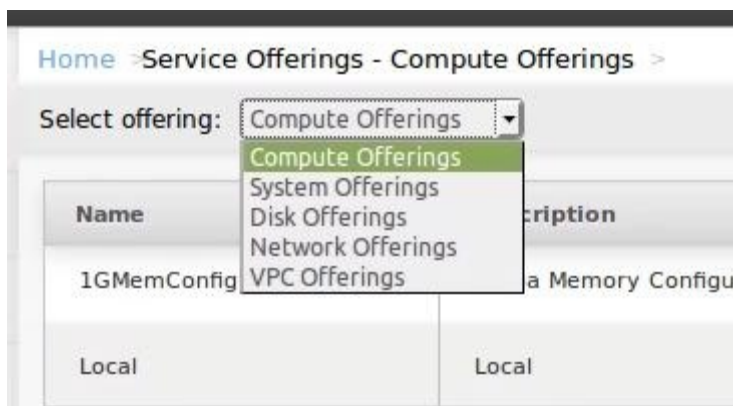 Home > Service Offerings - Compute Offerings >
Select offering: Compute Offerings
Compute Offerings
System Offerings
Disk Offerings
Network Offerings
VPC Offerings
Name cription
1GMemConfig a Memory Configu
Local Local